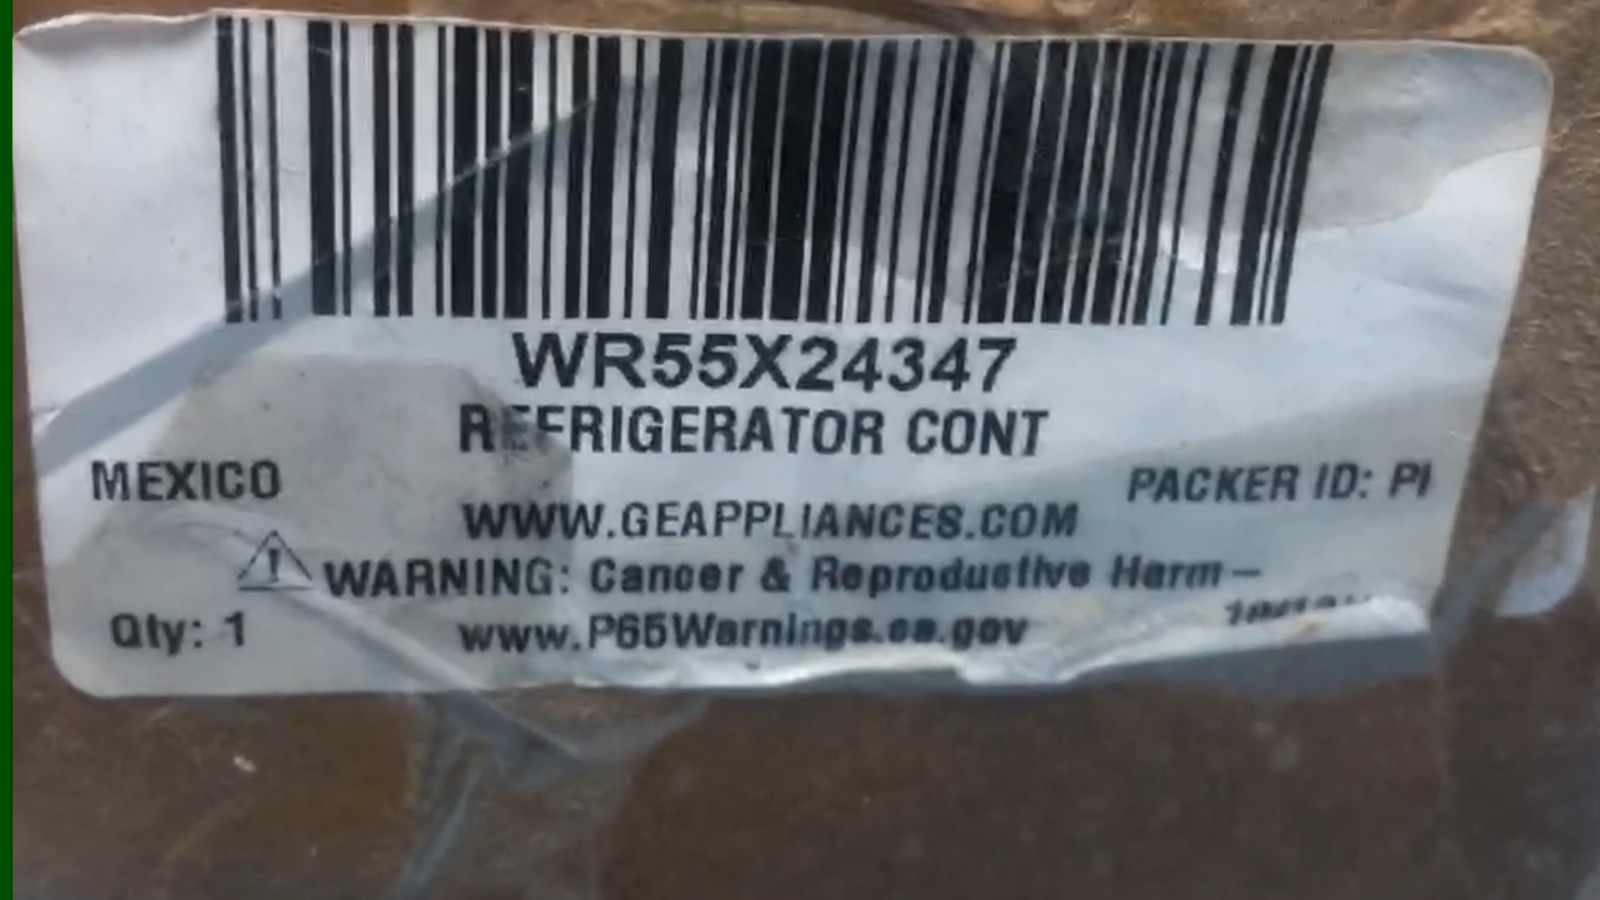 WR55X24347
REFRIGERATOR CONT
MEXICO
PACKER ID: PI
WWW.GEAPPLIANCES.COM
WARNING: Cancer & Reproductive Harm –
Qty: 1
www.P65Warnings.ca.gov